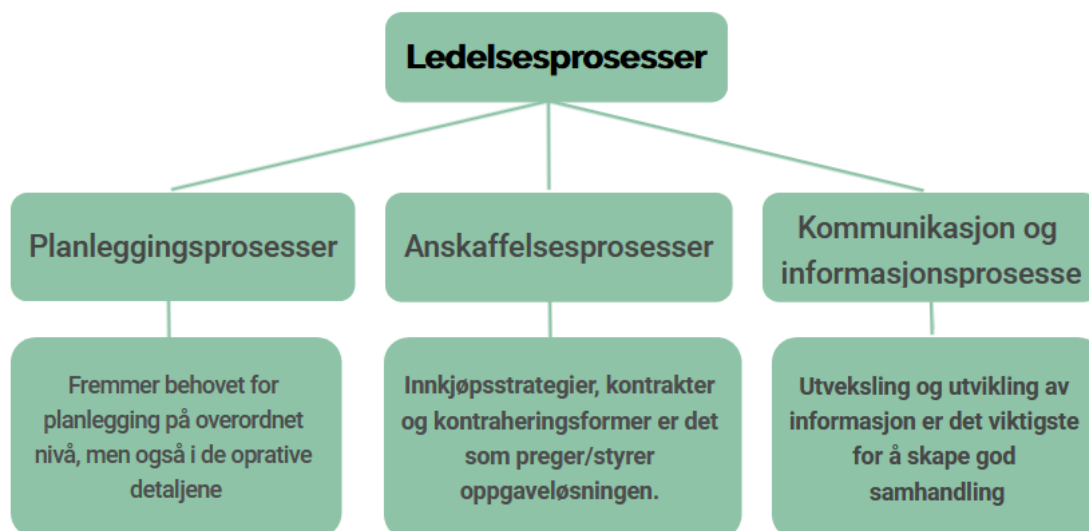 Ledelsesprosesser
Planleggingsprosesser
Anskaffelsesprosesser
Kommunikasjon og
informasjonsprosesse
Fremmer behovet for
planlegging på overordnet
nivå, men også i de oprative
detaljene
Innkjøpsstrategier, kontrakter
og kontraheringsformer er det
som preger/styrer
oppgaveløsningen.
Utveksling og utvikling av
informasjon er det viktigste
for å skape god
samhandling